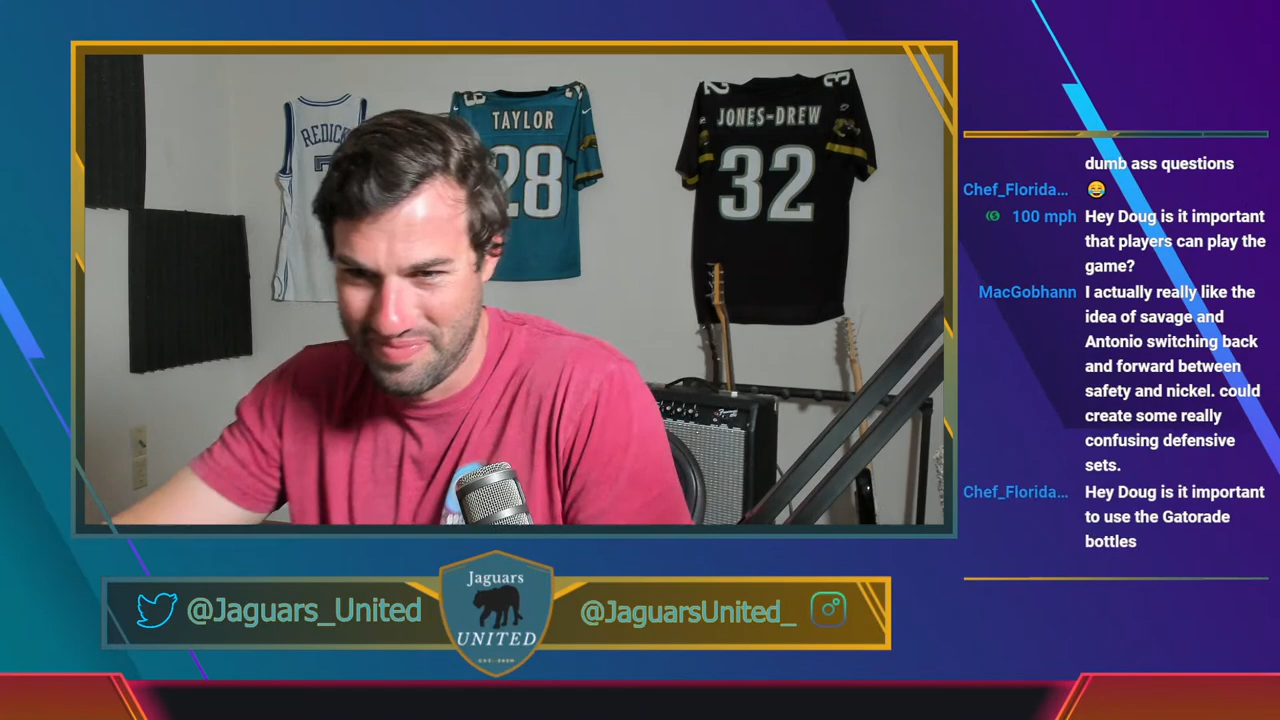 REDICK
7
TAYLOR
28
JONES-DREW
32
32
dumb ass questions
Chef_Florida... 😂
100 mph Hey Doug is it important
that players can play the
game?
MacGobhann I actually really like the
idea of savage and
Antonio switching back
and forward between
safety and nickel. could
create some really
confusing defensive
sets.
Chef_Florida... Hey Doug is it important
to use the Gatorade
bottles
@Jaguars_United
Jaguars
UNITED
@JaguarsUnited_